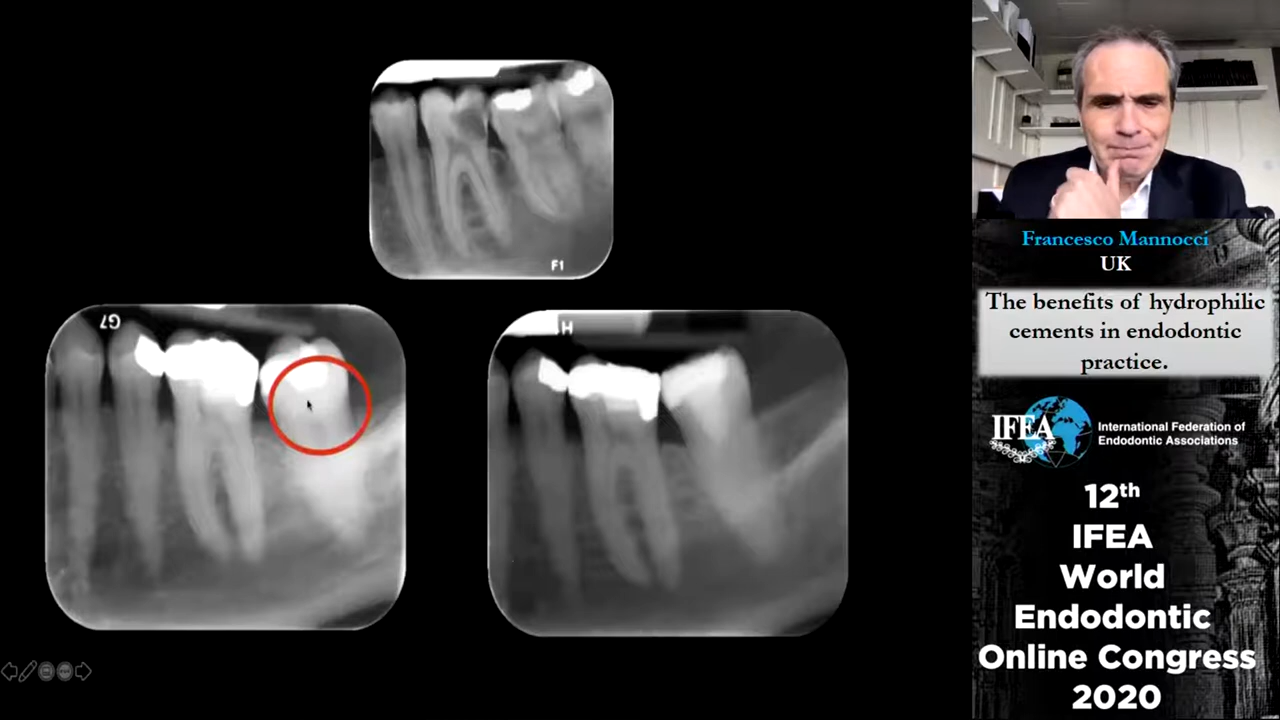 F1
G7
H
Francesco Mannocci
UK
The benefits of hydrophilic
cements in endodontic
practice.
IFEA
International Federation of
Endodontic Associations
12th
IFEA
World
Endodontic
Online Congress
2020